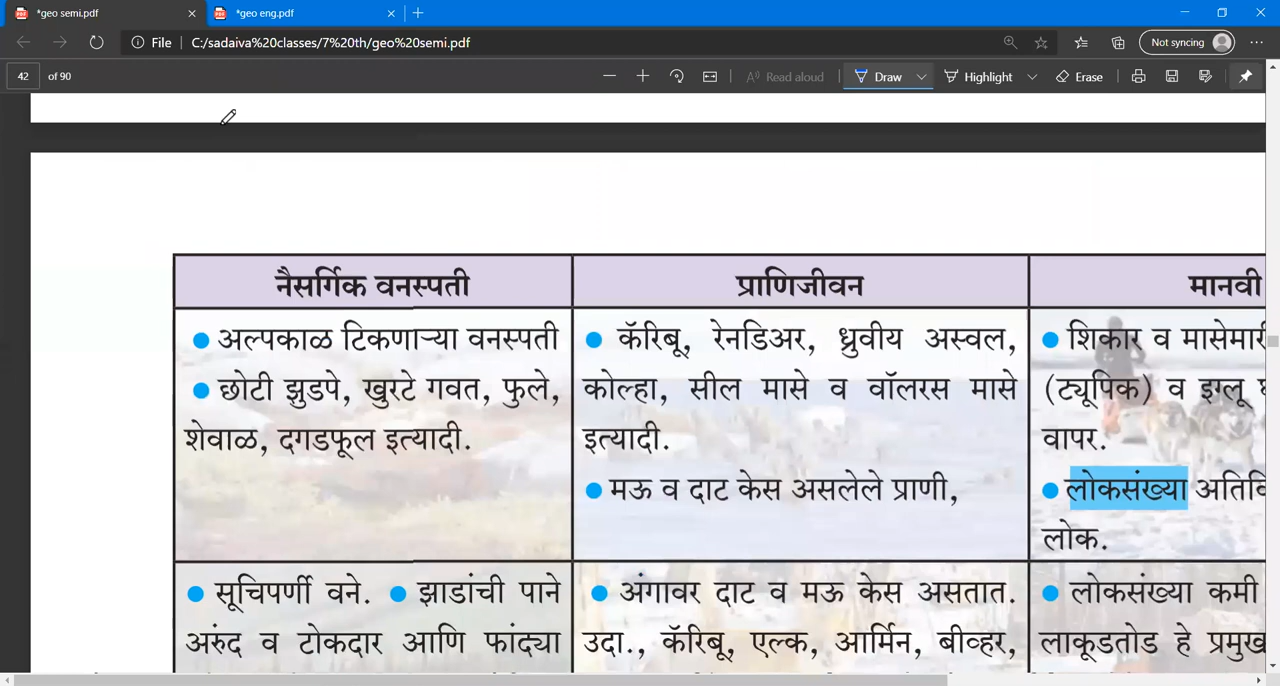 *geo semi.pdf
*geo eng.pdf
File
C:/sadaiva%20classes/7%20th/geo%20semi.pdf
Not syncing
42 of 90
Read aloud
Draw
Highlight
Erase
नैसर्गिक वनस्पती
प्राणिजीवन
मानवी
अल्पकाळ टिकणाऱ्या वनस्पती
छोटी झुडपे, खुरटे गवत, फुले,
शेवाळ, दगडफूल इत्यादी.
कॅरिबू, रेनडिअर, ध्रुवीय अस्वल,
कोल्हा, सील मासे व वॉलरस मासे
इत्यादी.
मऊ व दाट केस असलेले प्राणी,
शिकार व मासेमारी
(ट्यूपिक) व इग्लू
वापर.
लोकसंख्या
लोक.
सूचिपर्णी वने. झाडांची पाने
अरुंद व टोकदार आणि फांद्या
अंगावर दाट व मऊ केस असतात.
उदा., कॅरिबू, एल्क, आर्मिन, बीव्हर,
लोकसंख्या कमी
लाकूडतोड हे प्रमुख